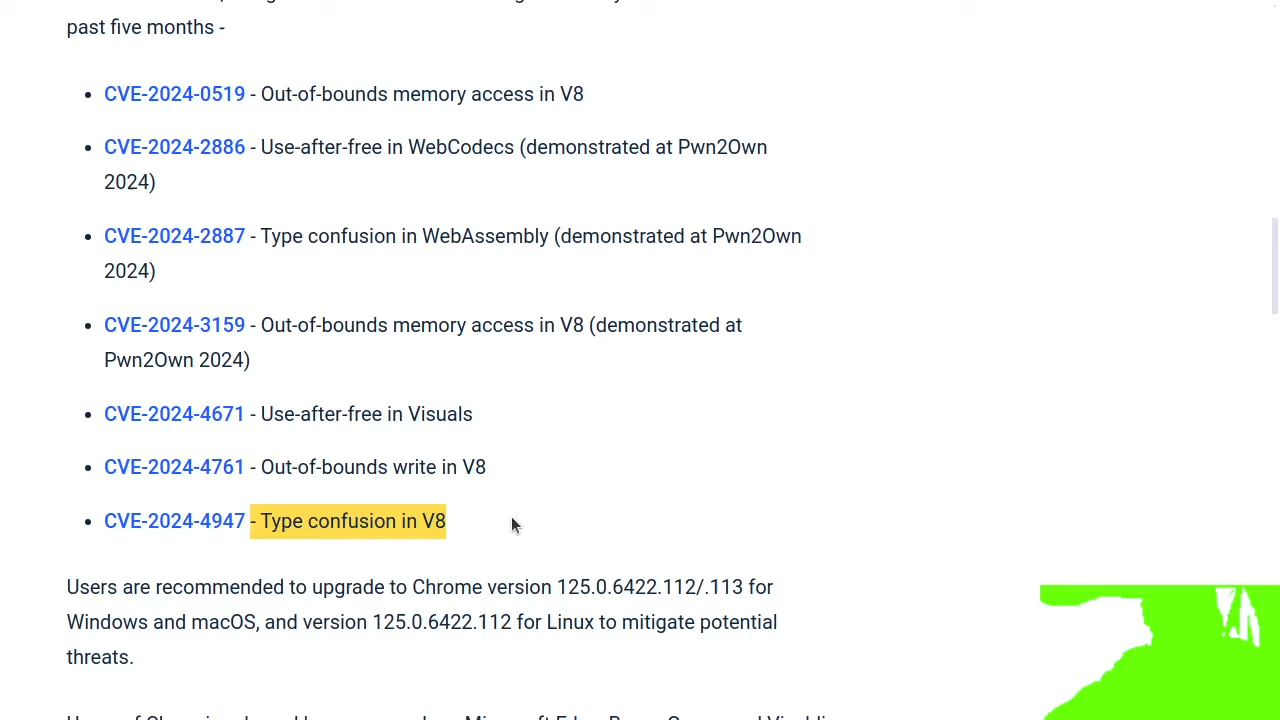 past five months -
CVE-2024-0519 - Out-of-bounds memory access in V8
CVE-2024-2886 - Use-after-free in WebCodecs (demonstrated at Pwn2Own
2024)
CVE-2024-2887 - Type confusion in WebAssembly (demonstrated at Pwn2Own
2024)
CVE-2024-3159 - Out-of-bounds memory access in V8 (demonstrated at
Pwn2Own 2024)
CVE-2024-4671 - Use-after-free in Visuals
CVE-2024-4761 - Out-of-bounds write in V8
CVE-2024-4947 - Type confusion in V8
Users are recommended to upgrade to Chrome version 125.0.6422.112/.113 for
Windows and macOS, and version 125.0.6422.112 for Linux to mitigate potential
threats.